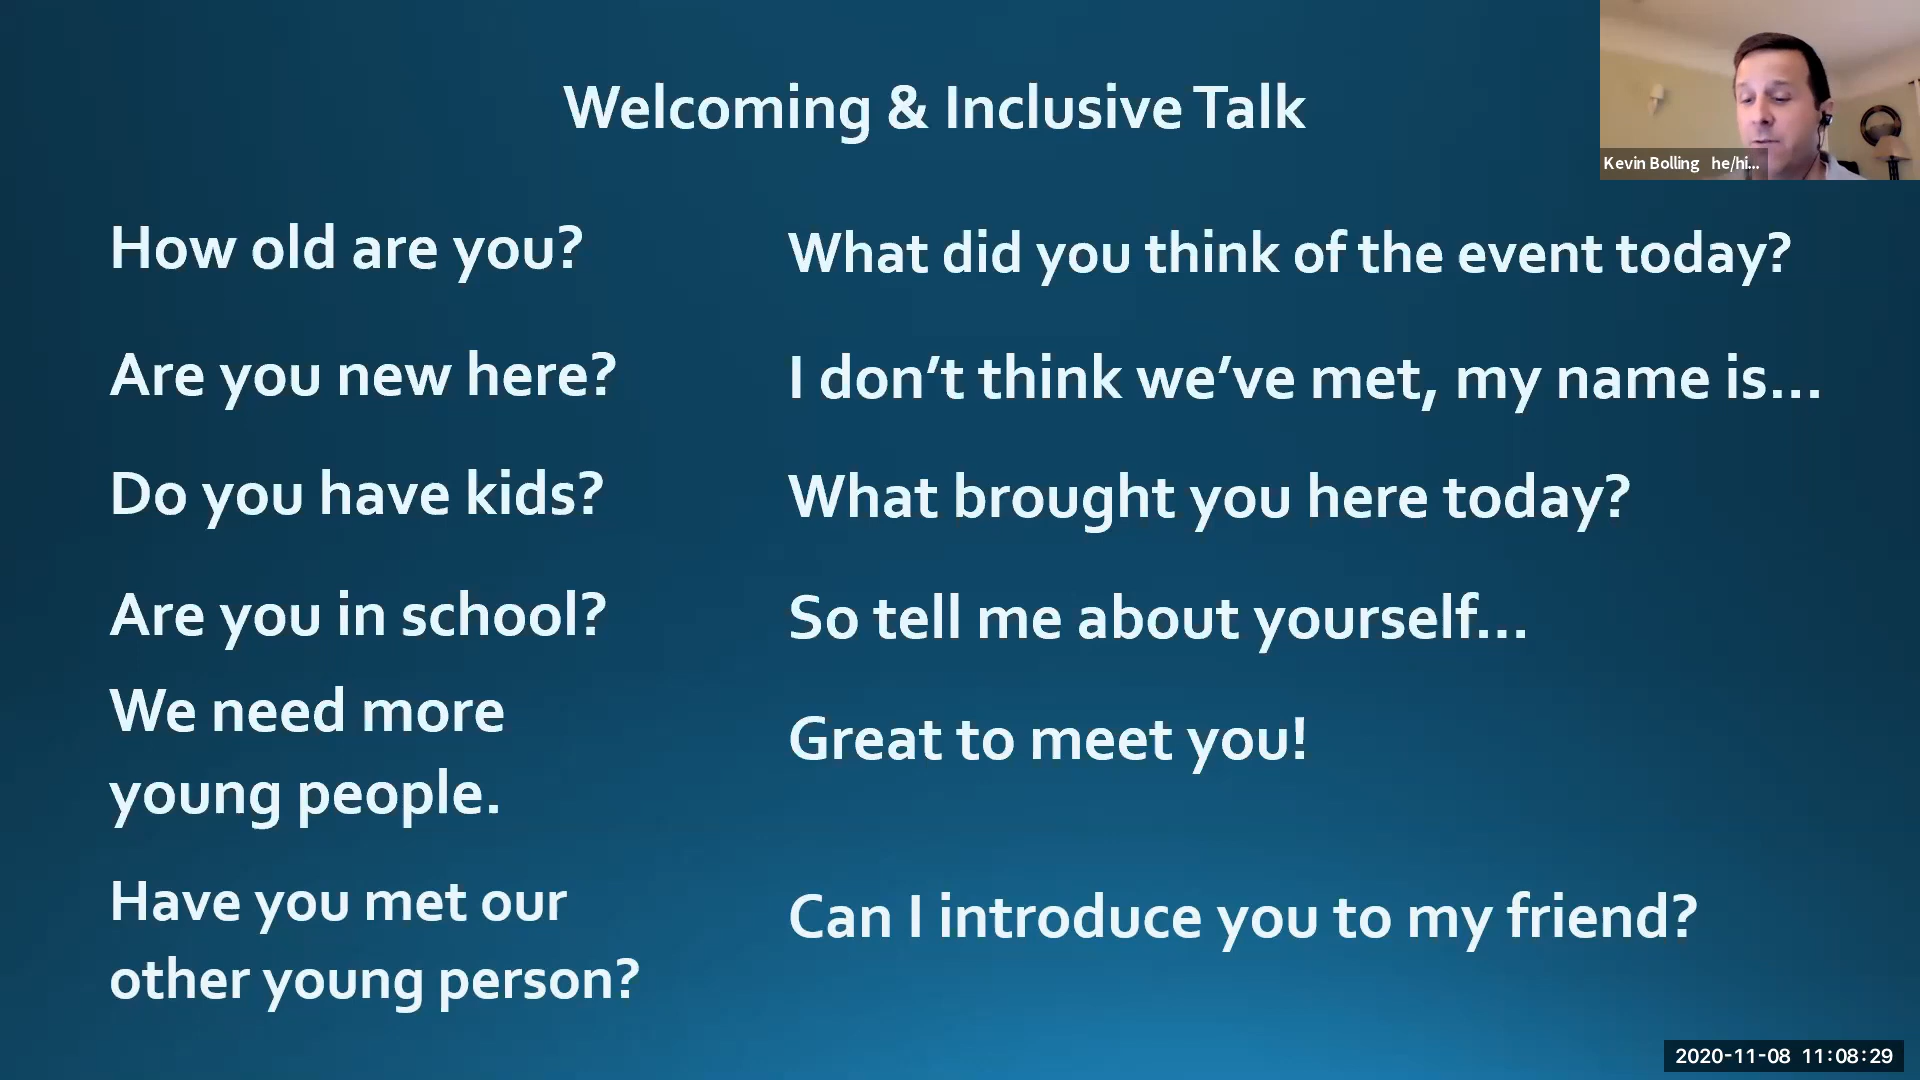 Welcoming & Inclusive Talk
Kevin Bolling he/hi...
How old are you?
What did you think of the event today?
Are you new here?
I don’t think we’ve met, my name is...
Do you have kids?
What brought you here today?
Are you in school?
So tell me about yourself...
We need more
young people.
Great to meet you!
Have you met our
other young person?
Can I introduce you to my friend?
2020-11-08 11:08:29